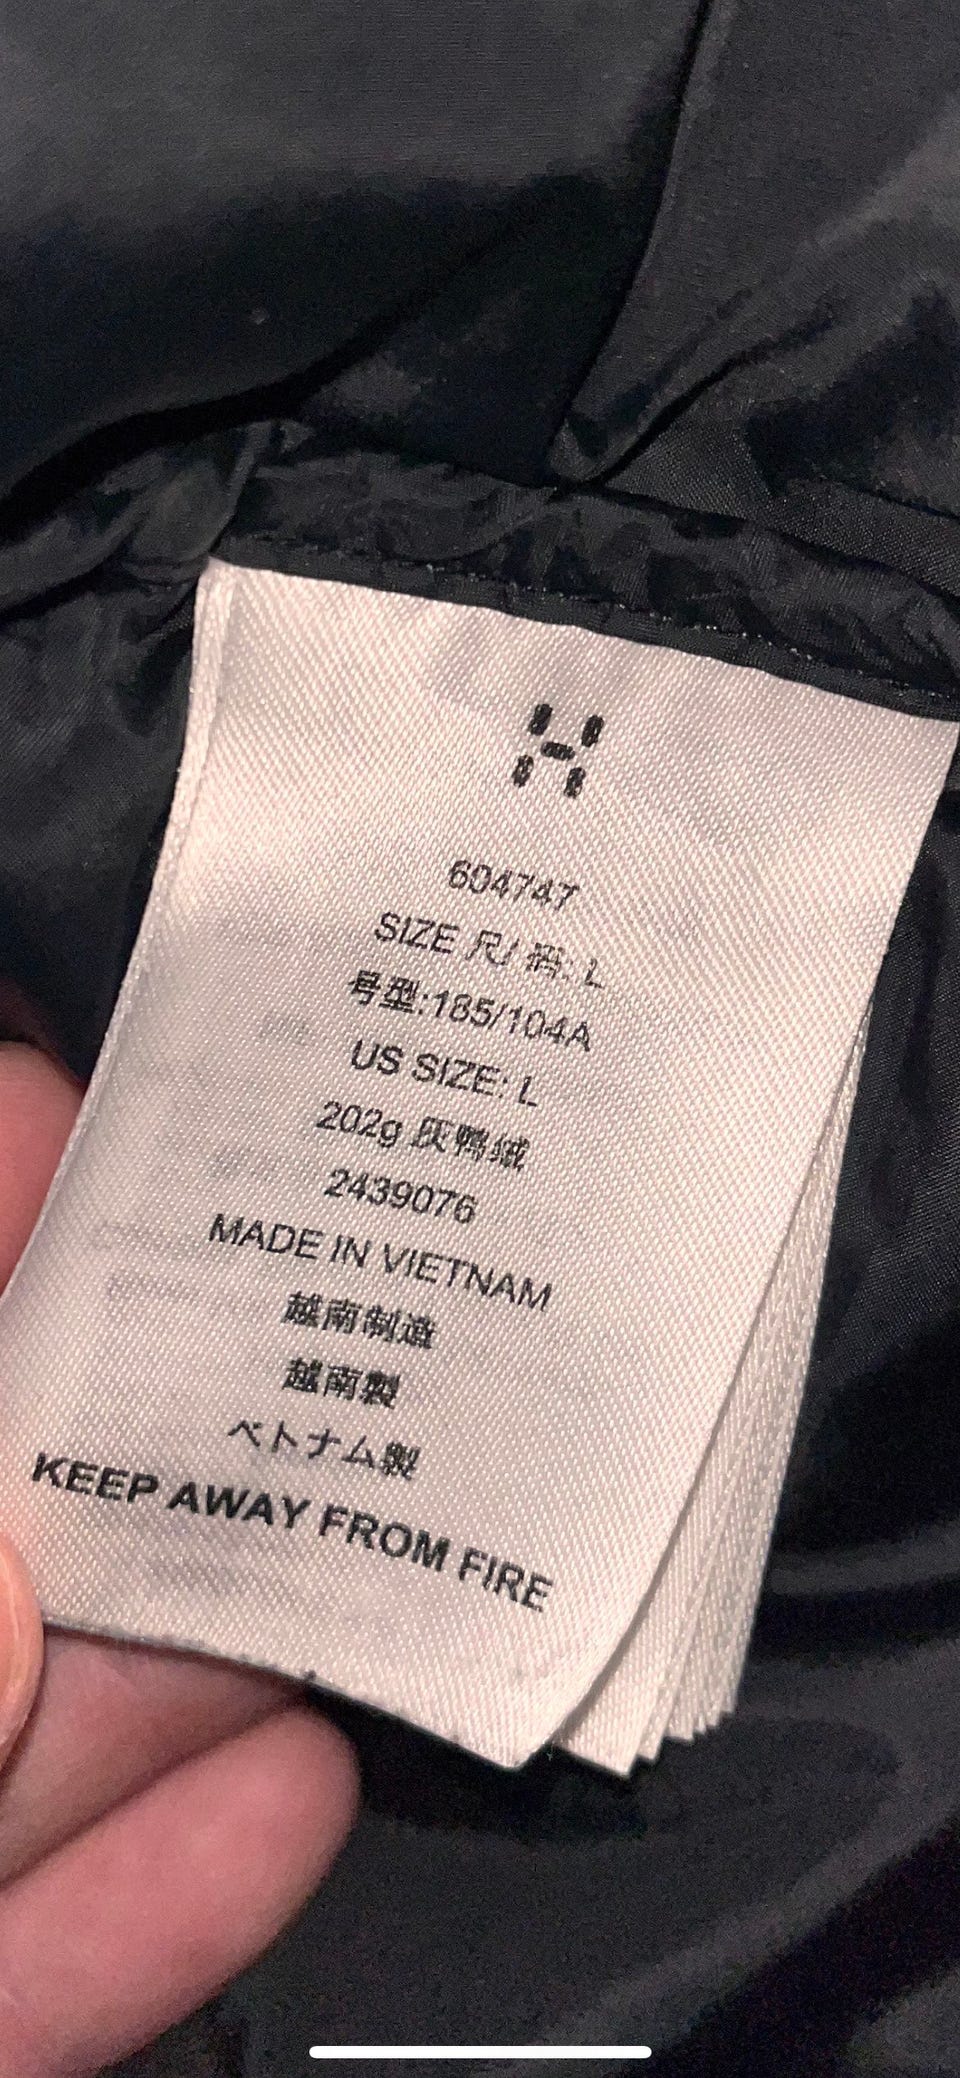 604747
SIZE 尺/码: L
号型:185/104A
US SIZE: L
202g 灰鸭绒
2439076
MADE IN VIETNAM
越南制造
越南製
ベトナム製
KEEP AWAY FROM FIRE